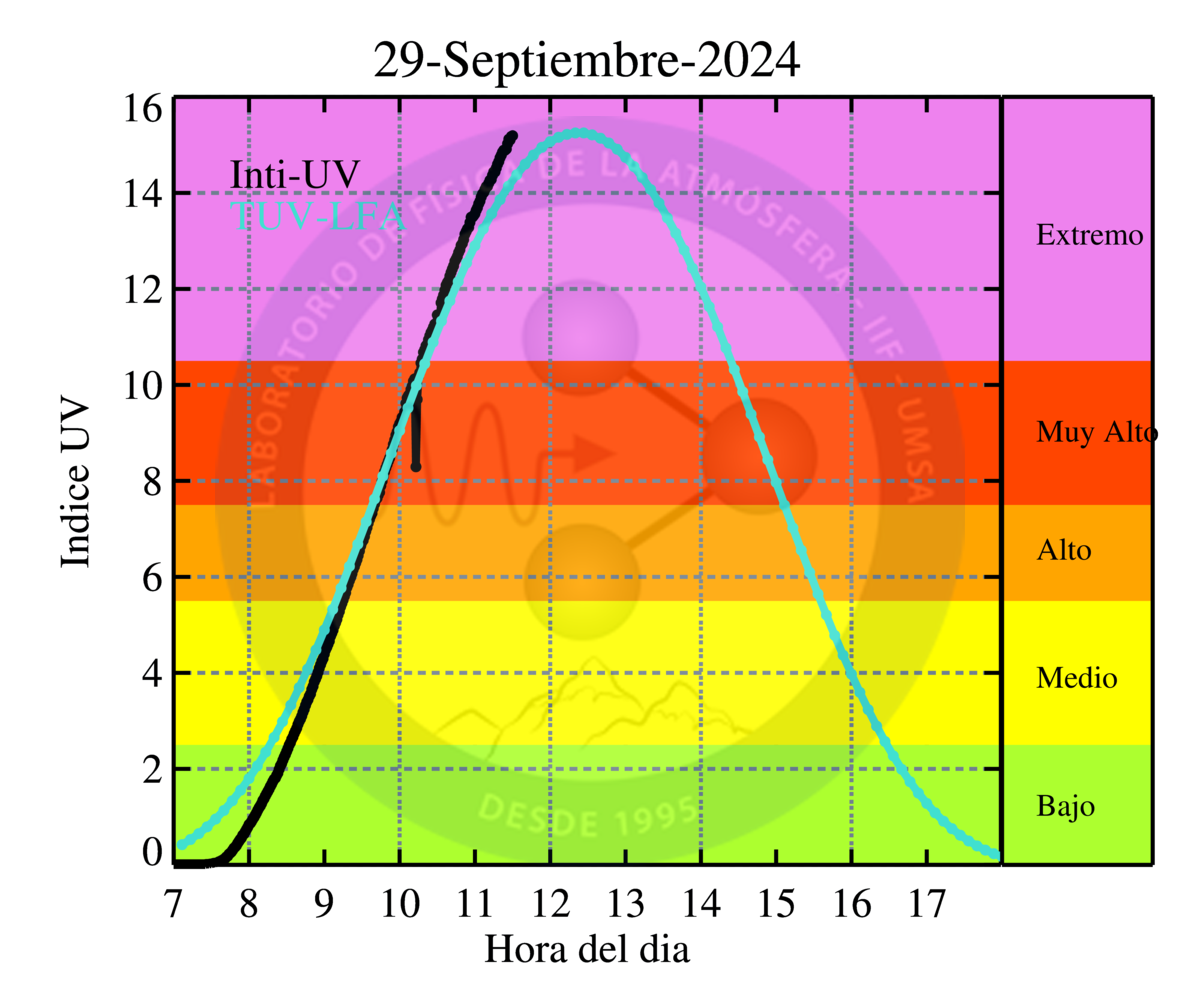 29-Septiembre-2024
16
14
12
10
8
6
4
2
0
Indice UV
Inti-UV
TUV-LFA
LABORATORIO DE FÍSICA DE LA ATMÓSFERA - IIF - UMSA
DESDE 1995
Extremo
Muy Alto
Alto
Medio
Bajo
7 8 9 10 11 12 13 14 15 16 17
Hora del dia